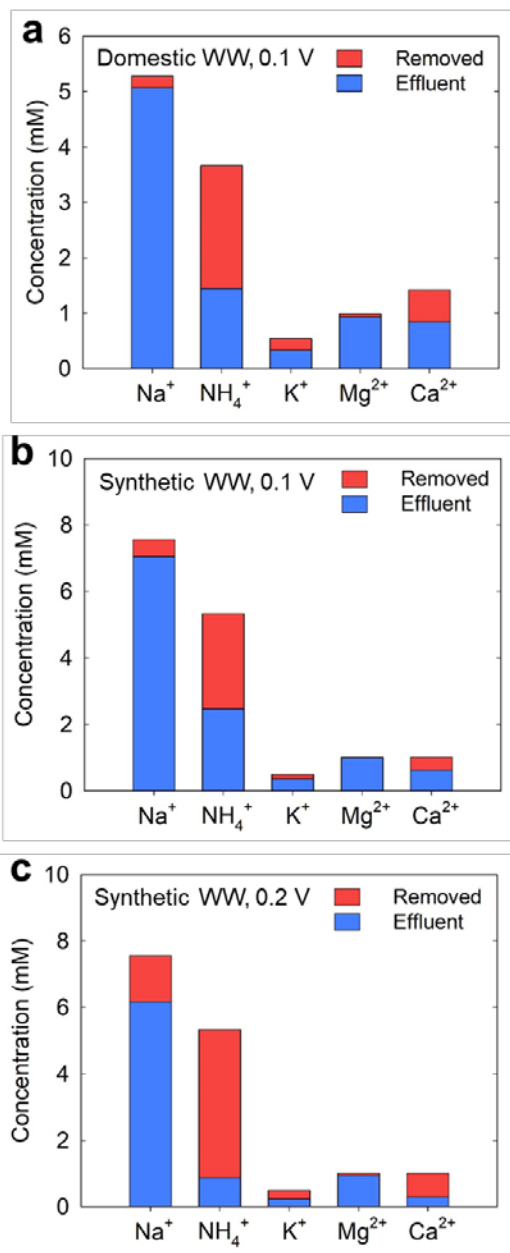 a
Domestic WW, 0.1 V
Removed
Effluent
Concentration (mM)
6
5
4
3
2
1
0
Na⁺ NH₄⁺ K⁺ Mg²⁺ Ca²⁺
b
Synthetic WW, 0.1 V
Removed
Effluent
Concentration (mM)
10
8
6
4
2
0
Na⁺ NH₄⁺ K⁺ Mg²⁺ Ca²⁺
c
Synthetic WW, 0.2 V
Removed
Effluent
Concentration (mM)
10
8
6
4
2
0
Na⁺ NH₄⁺ K⁺ Mg²⁺ Ca²⁺